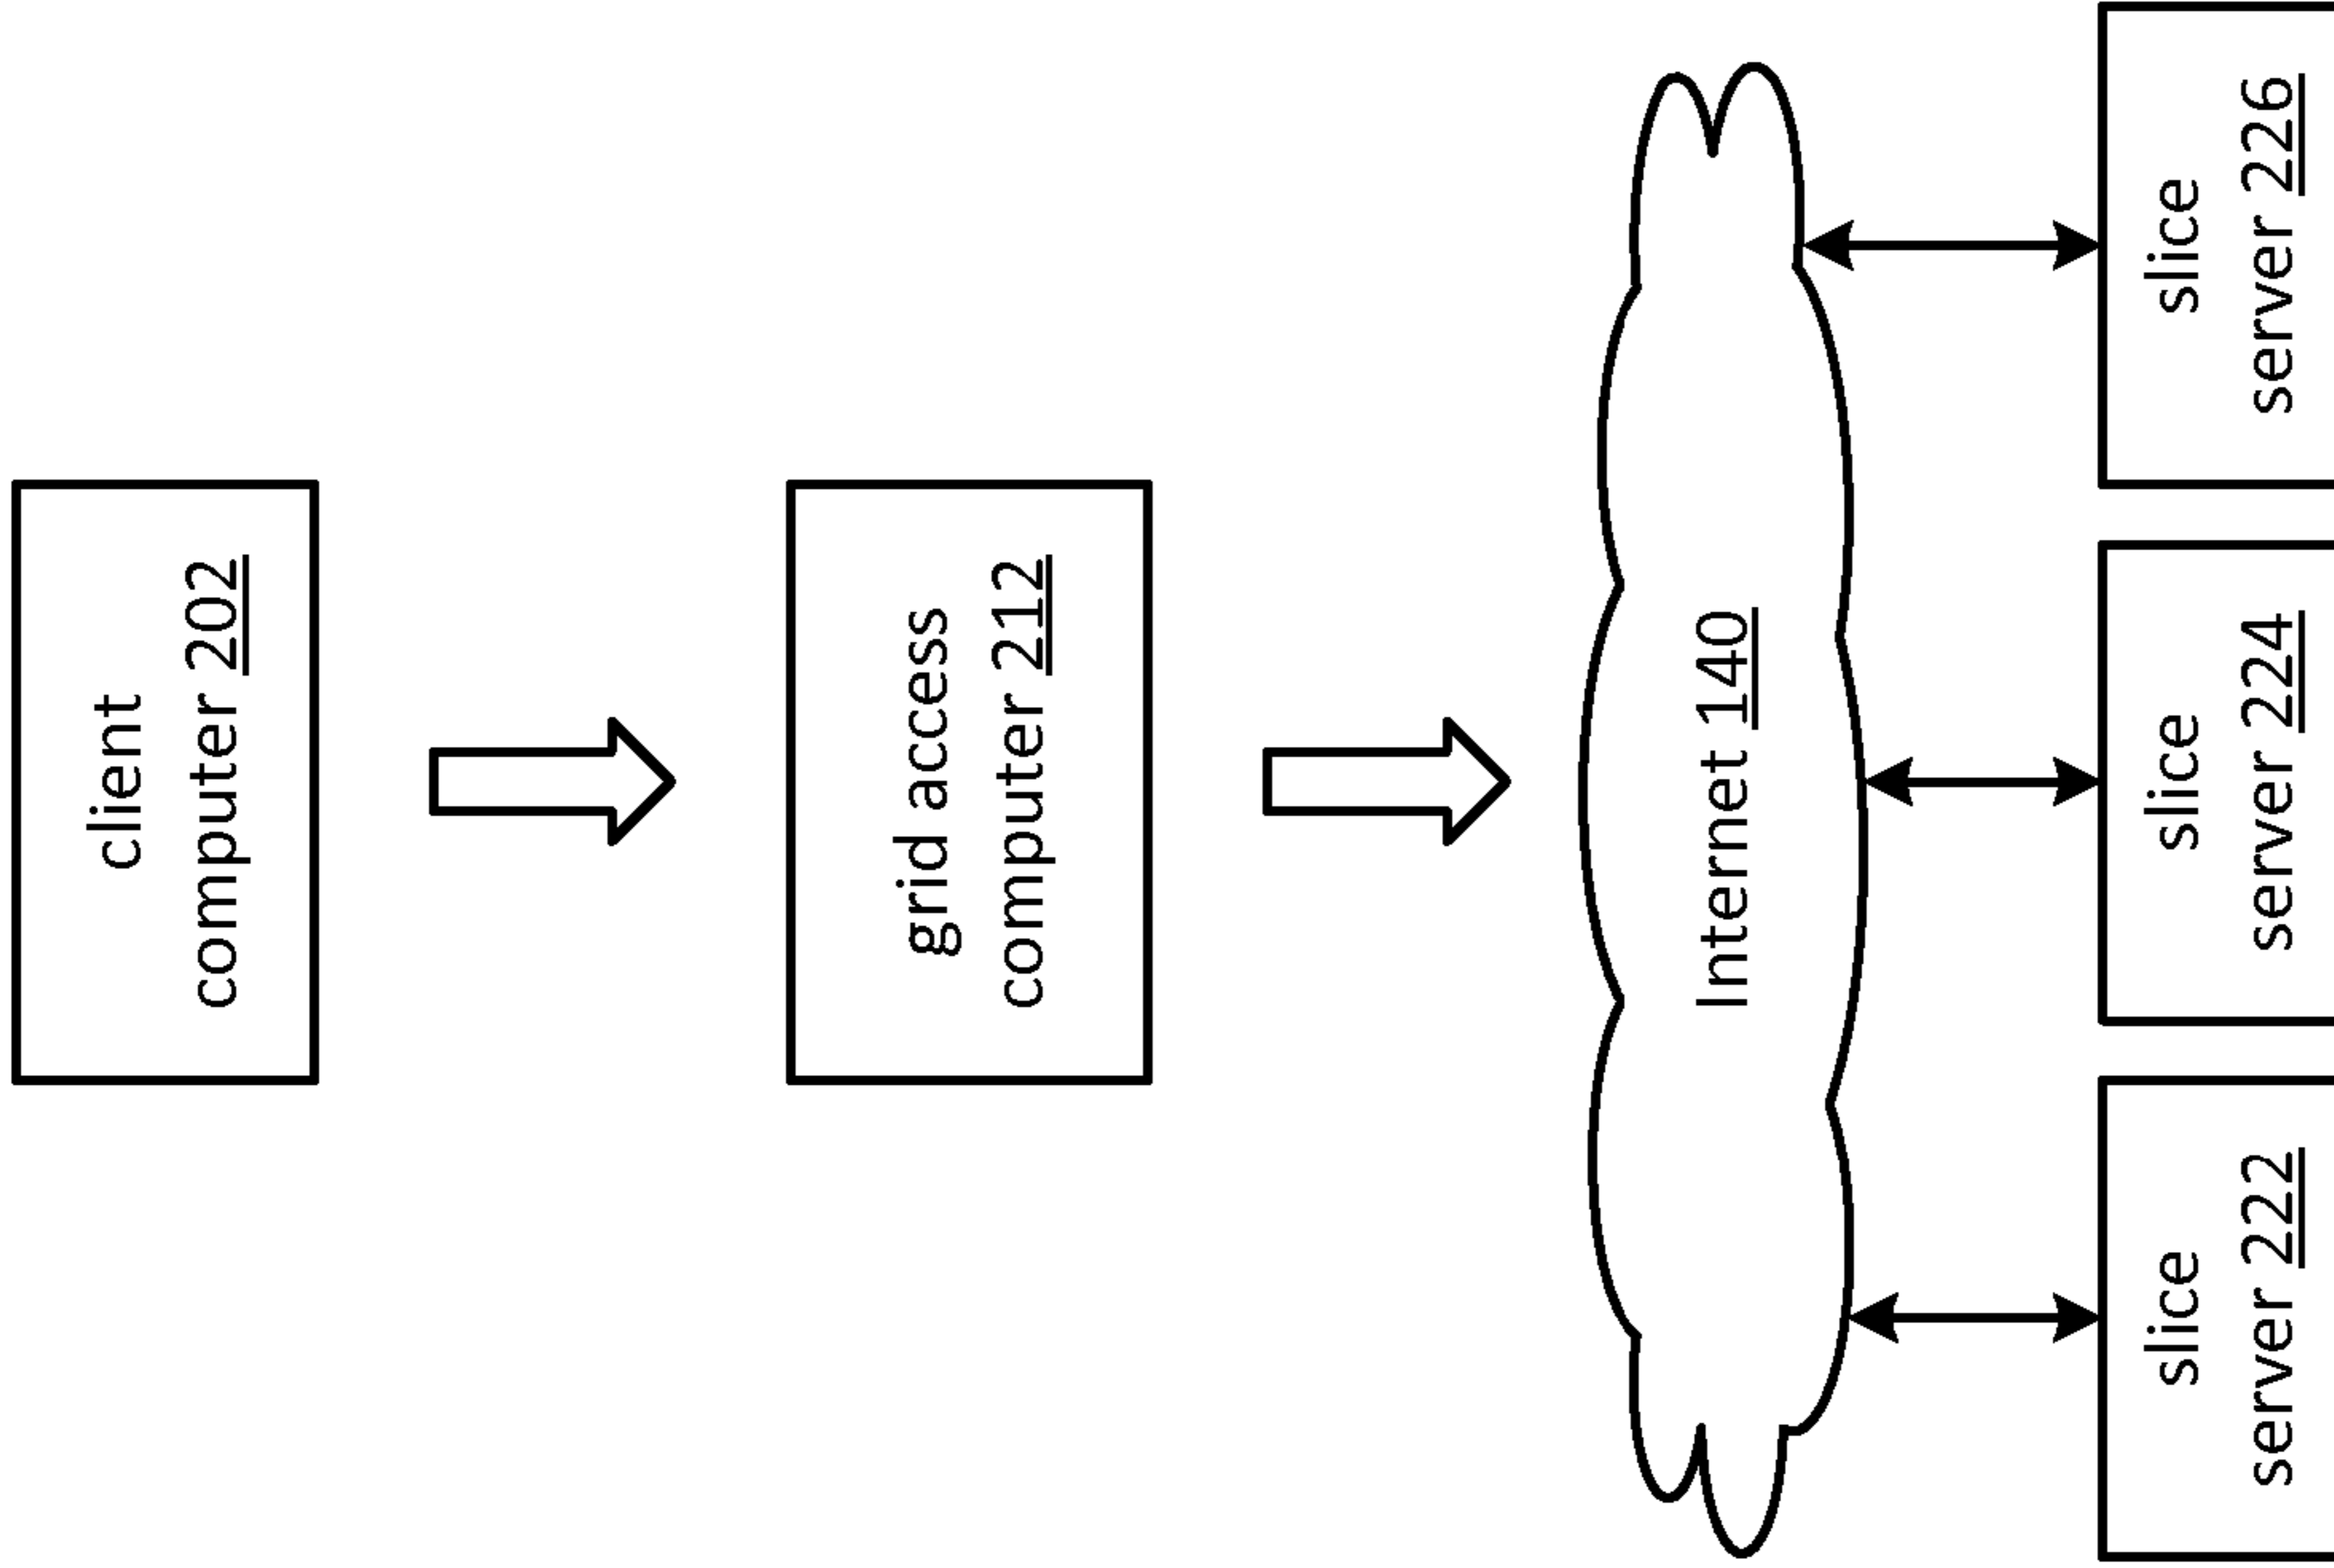 client
computer 202
grid access
computer 212
Internet 140
slice
server 222
slice
server 224
slice
server 226